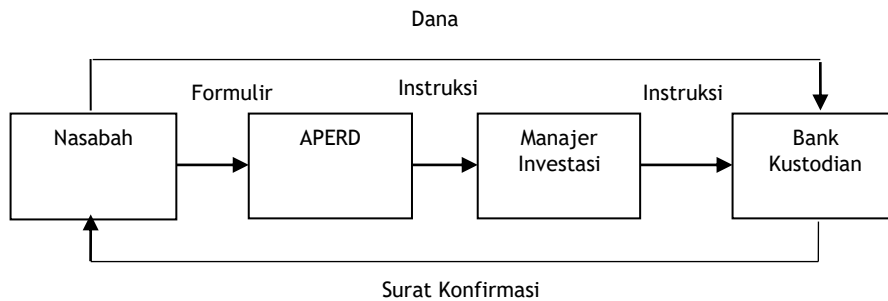 Dana
Formulir
Instruksi
Instruksi
Nasabah
APERD
Manajer
Investasi
Bank
Kustodian
Surat Konfirmasi